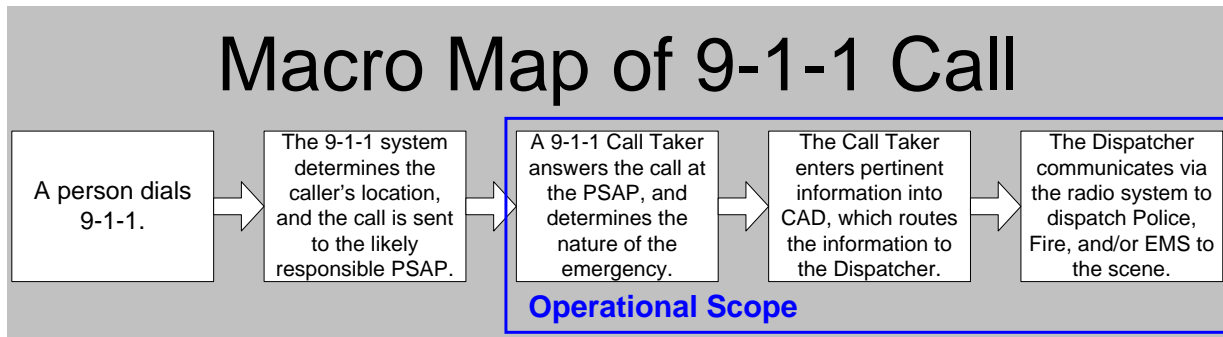 Macro Map of 9-1-1 Call
A person dials
9-1-1.
The 9-1-1 system
determines the
caller's location,
and the call is sent
to the likely
responsible PSAP.
A 9-1-1 Call Taker
answers the call at
the PSAP, and
determines the
nature of the
emergency.
The Call Taker
enters pertinent
information into
CAD, which routes
the information to
the Dispatcher.
The Dispatcher
communicates via
the radio system to
dispatch Police,
Fire, and/or EMS to
the scene.
Operational Scope